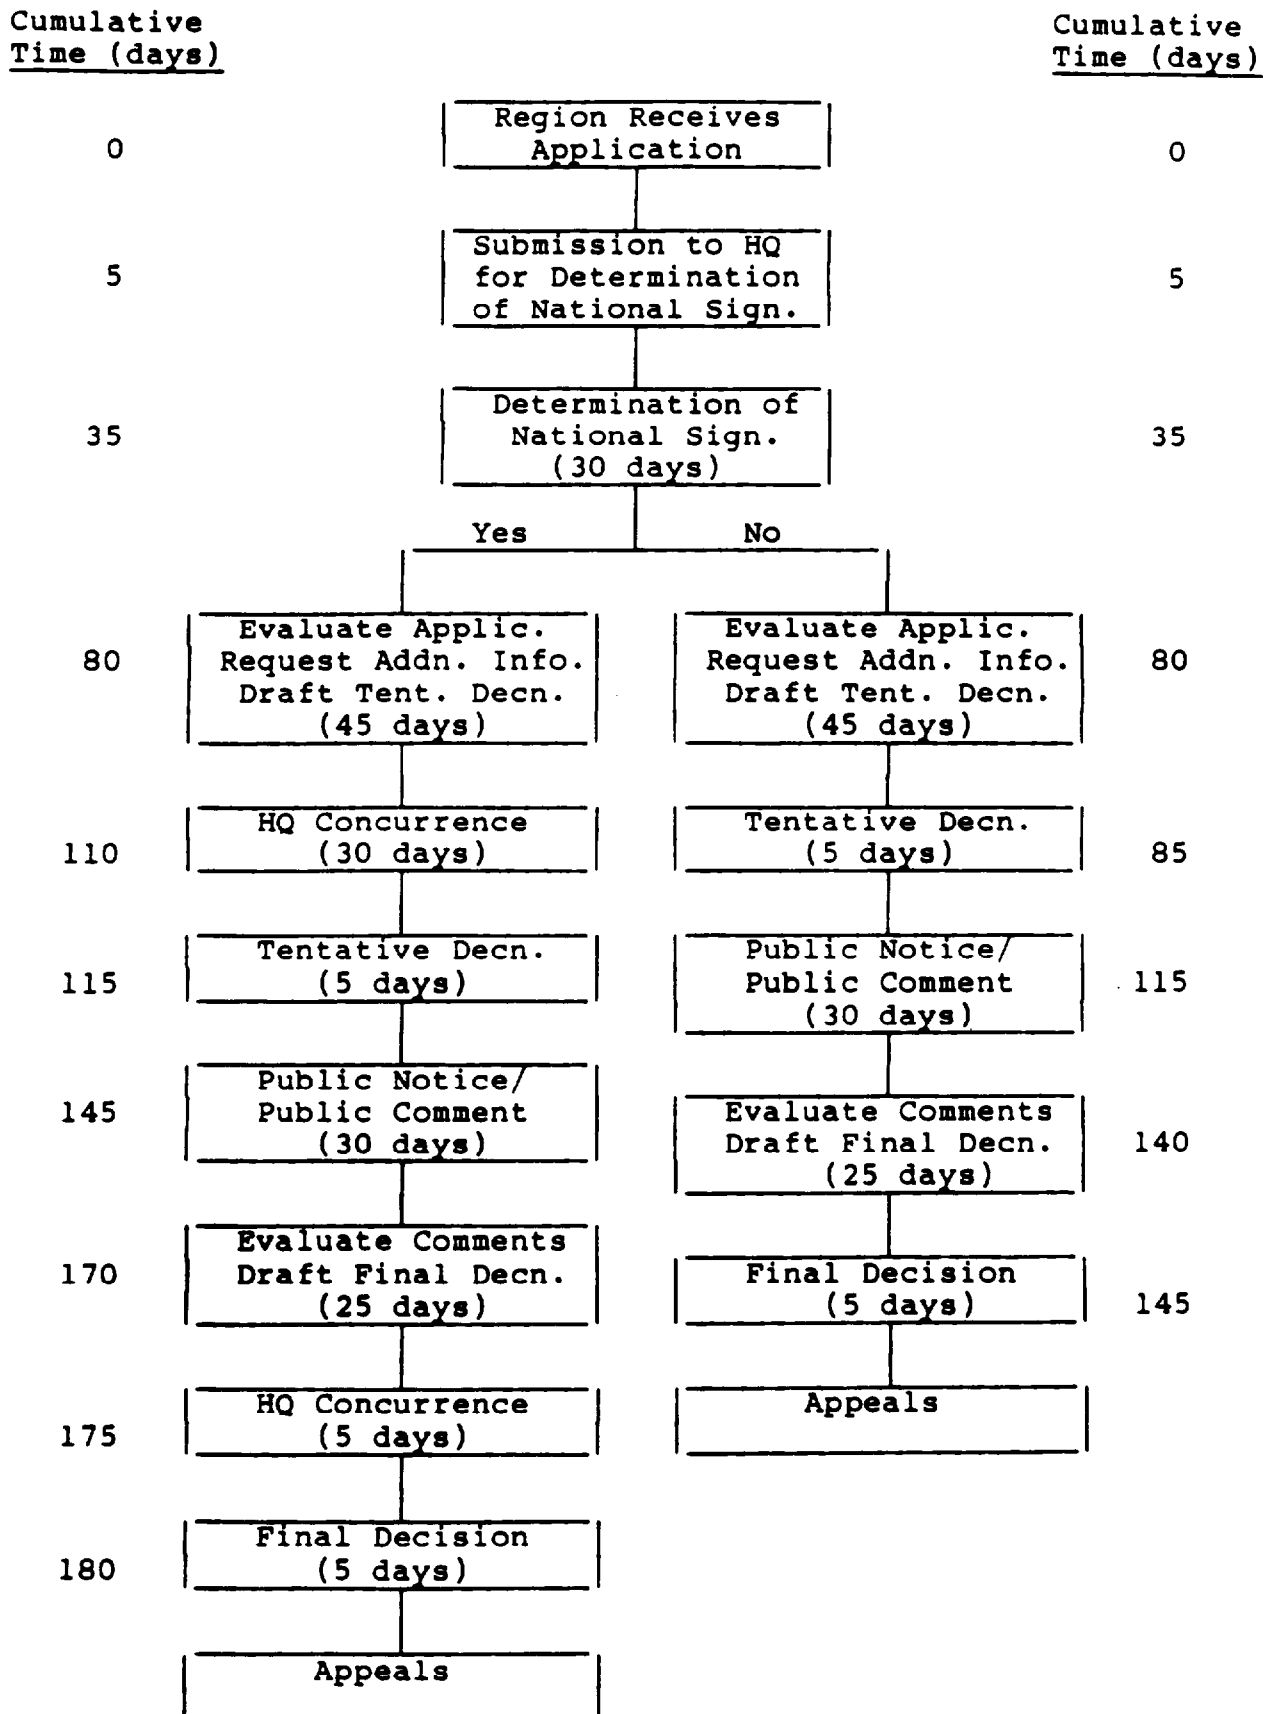 Cumulative
Time (days)
Cumulative
Time (days)
0
Region Receives
Application
0
5
Submission to HQ
for Determination
of National Sign.
5
35
Determination of
National Sign.
(30 days)
35
Yes
No
80
Evaluate Applic.
Request Addn. Info.
Draft Tent. Decn.
(45 days)
Evaluate Applic.
Request Addn. Info.
Draft Tent. Decn.
(45 days)
80
110
HQ Concurrence
(30 days)
Tentative Decn.
(5 days)
85
115
Tentative Decn.
(5 days)
Public Notice/
Public Comment
(30 days)
115
145
Public Notice/
Public Comment
(30 days)
Evaluate Comments
Draft Final Decn.
(25 days)
140
170
Evaluate Comments
Draft Final Decn.
(25 days)
Final Decision
(5 days)
145
175
HQ Concurrence
(5 days)
Appeals
180
Final Decision
(5 days)
Appeals